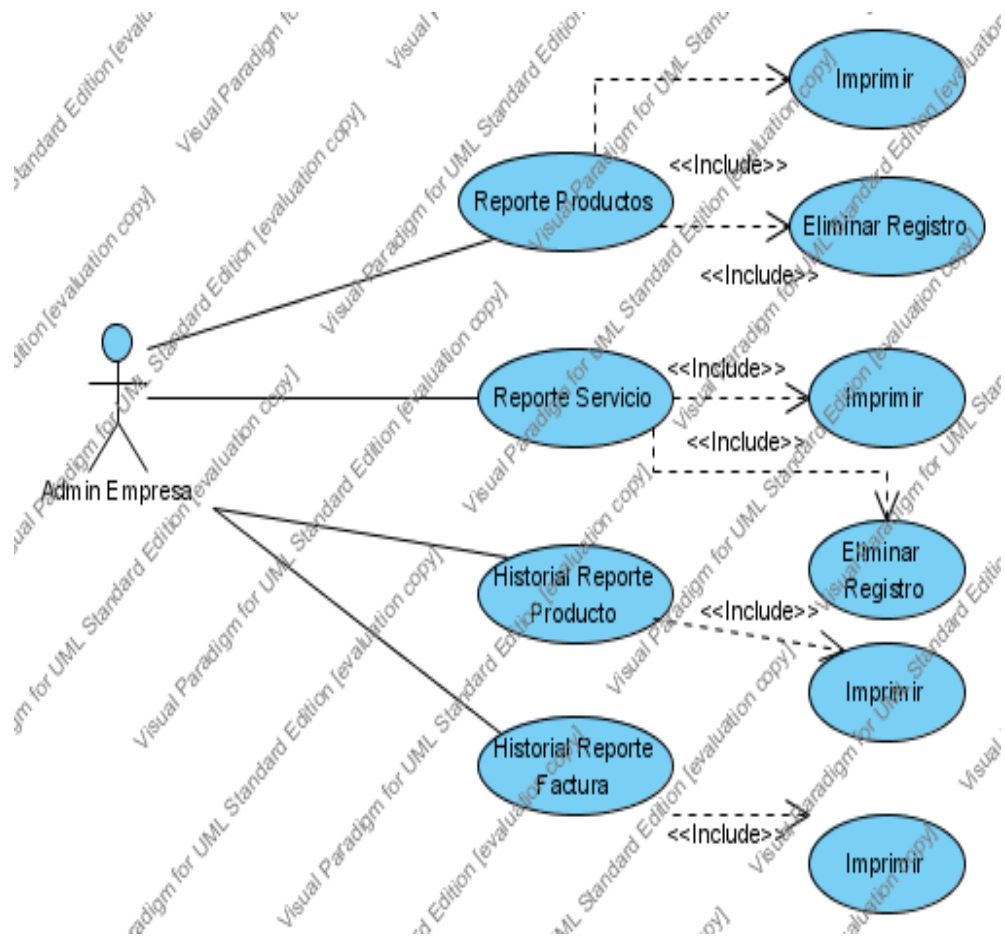 Imprimir
<<Include>>
Reporte Productos
Eliminar Registro
<<Include>>
<<Include>>
Reporte Servicio
Imprimir
<<Include>>
Admin Empresa
Eliminar
Registro
Historial Reporte
Producto
<<Include>>
Imprimir
Historial Reporte
Factura
<<Include>>
Imprimir
Visual Paradigm for UML Standard Edition [evaluation copy]